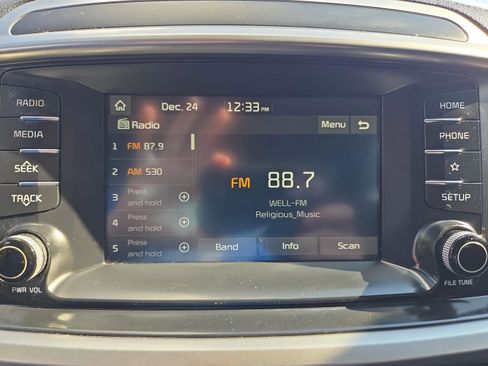 Dec, 24 12:33 PM
Radio Menu
1 FM 87.9
2 AM 530
3 Press and hold
4 Press and hold
5 Press and hold
FM 88.7
WELL-FM
Religious_Music
Band Info Scan
RADIO
MEDIA
SEEK
TRACK
PWR VOL
HOME
PHONE
SETUP
FILE TUNE